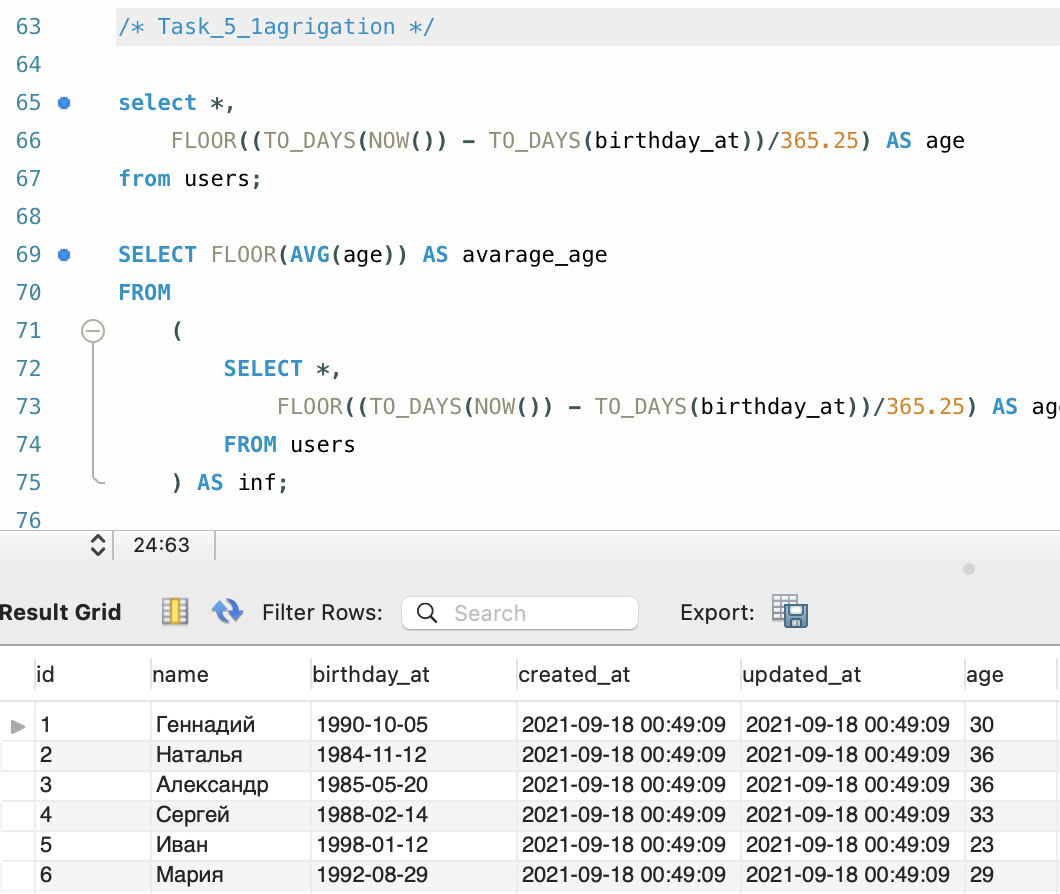 63 /* Task_5_1agrigation */
64
65 select *,
66 FLOOR((TO_DAYS(NOW()) - TO_DAYS(birthday_at))/365.25) AS age
67 from users;
68
69 SELECT FLOOR(AVG(age)) AS avarage_age
70 FROM
71 (
72 SELECT *,
73 FLOOR((TO_DAYS(NOW()) - TO_DAYS(birthday_at))/365.25) AS ag
74 FROM users
75 ) AS inf;
76
24:63
Result Grid Filter Rows: Search Export:
id name birthday_at created_at updated_at age
1 Геннадий 1990-10-05 2021-09-18 00:49:09 2021-09-18 00:49:09 30
2 Наталья 1984-11-12 2021-09-18 00:49:09 2021-09-18 00:49:09 36
3 Александр 1985-05-20 2021-09-18 00:49:09 2021-09-18 00:49:09 36
4 Сергей 1988-02-14 2021-09-18 00:49:09 2021-09-18 00:49:09 33
5 Иван 1998-01-12 2021-09-18 00:49:09 2021-09-18 00:49:09 23
6 Мария 1992-08-29 2021-09-18 00:49:09 2021-09-18 00:49:09 29